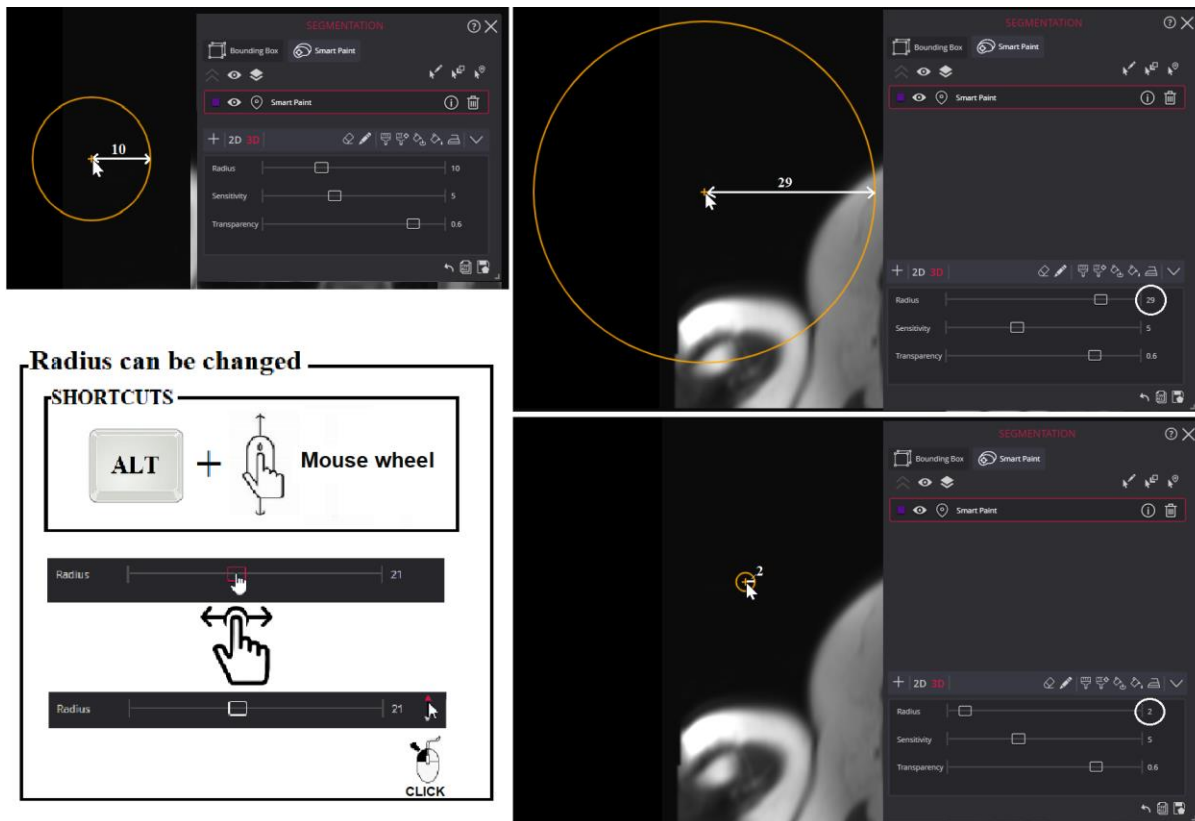 SEGMENTATION
Bounding Box Smart Paint
Smart Paint
10
2D 3D
Radius 10
Sensitivity 5
Transparency 0.6
SEGMENTATION
Bounding Box Smart Paint
Smart Paint
29
2D 3D
Radius 29
Sensitivity 5
Transparency 0.6
Radius can be changed
SHORTCUTS
ALT + Mouse wheel
Radius 21
Radius 21
CLICK
SEGMENTATION
Bounding Box Smart Paint
Smart Paint
2
2D 3D
Radius 2
Sensitivity 5
Transparency 0.6